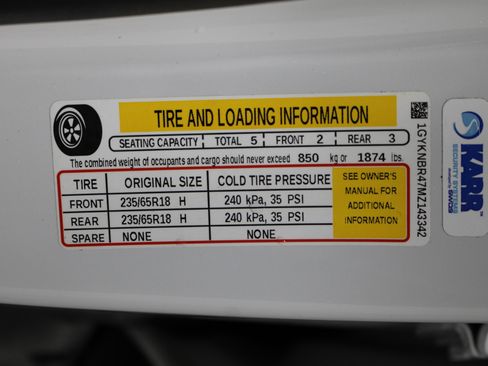 TIRE AND LOADING INFORMATION
SEATING CAPACITY TOTAL 5 FRONT 2 REAR 3
The combined weight of occupants and cargo should never exceed 850 kg or 1874 lbs.
TIRE ORIGINAL SIZE COLD TIRE PRESSURE
FRONT 235/65R18 H 240 kPa, 35 PSI
REAR 235/65R18 H 240 kPa, 35 PSI
SPARE NONE NONE
SEE OWNER'S
MANUAL FOR
ADDITIONAL
INFORMATION
1GYKNBR47MZ143342
KARR
SECURITY SYSTEMS
SWDS